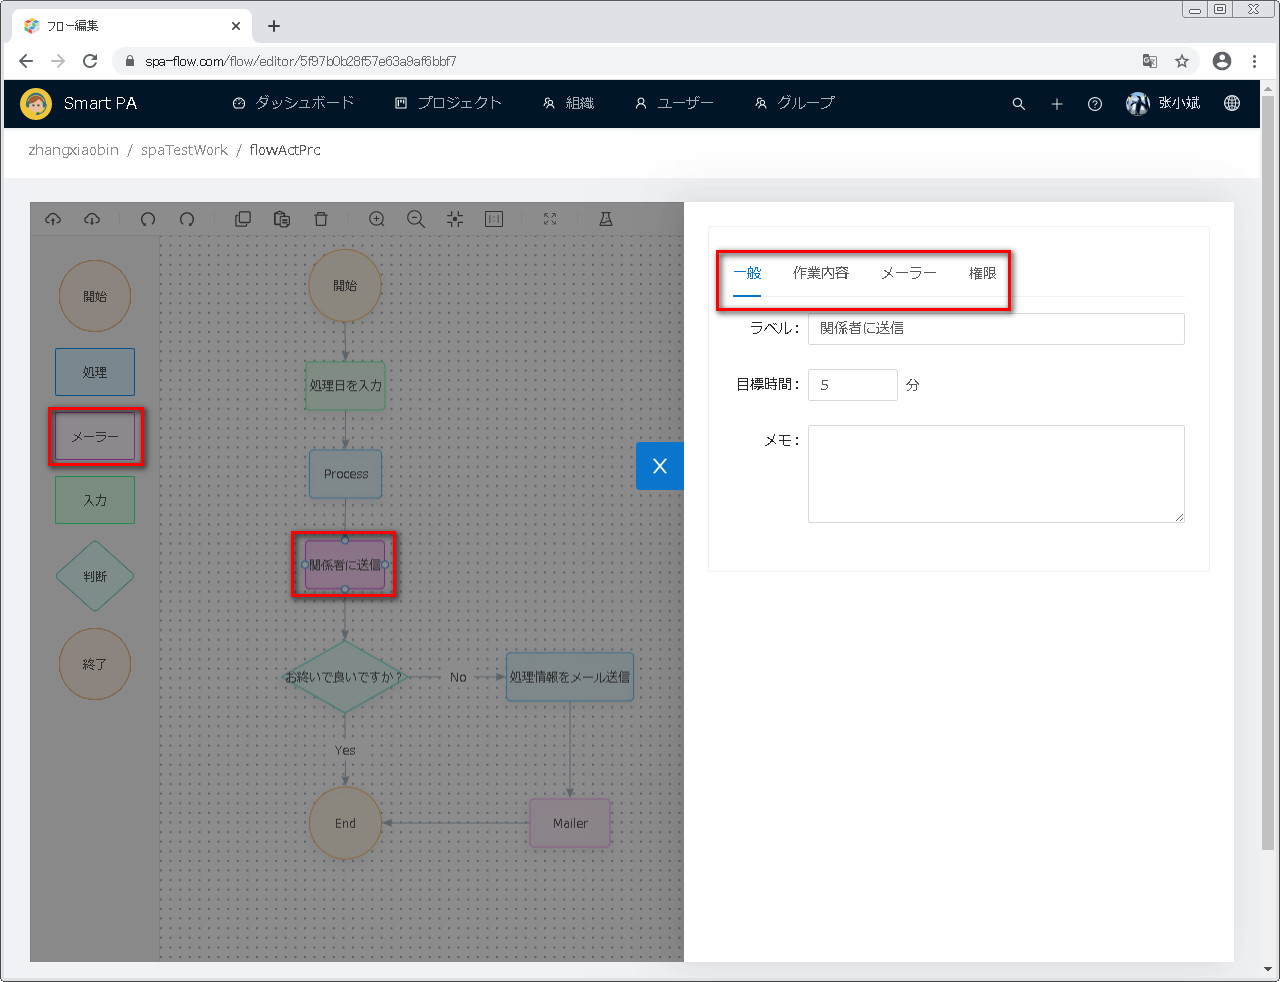 フロー編集
spa-flow.com/flow/editor/5f97b0b28f57e63a9af6bbf7
Smart PA
ダッシュボード
プロジェクト
組織
ユーザー
グループ
张小斌
zhangxiaobin / spaTestWork / flowActPrc
開始
処理
メーラー
入力
判断
終了
開始
処理日を入力
Process
関係者に送信
お終いで良いですか？
No
処理情報をメール送信
Yes
End
Mailer
一般
作業内容
メーラー
権限
ラベル： 関係者に送信
目標時間： 5 分
メモ：